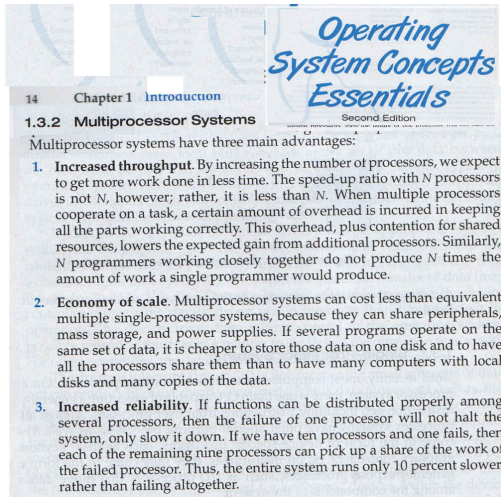 Operating
System Concepts
Essentials
Second Edition
14 Chapter 1 Introduction
1.3.2 Multiprocessor Systems
Multiprocessor systems have three main advantages:
1. Increased throughput. By increasing the number of processors, we expect
to get more work done in less time. The speed-up ratio with N processors
is not N, however; rather, it is less than N. When multiple processors
cooperate on a task, a certain amount of overhead is incurred in keeping
all the parts working correctly. This overhead, plus contention for shared
resources, lowers the expected gain from additional processors. Similarly,
N programmers working closely together do not produce N times the
amount of work a single programmer would produce.
2. Economy of scale. Multiprocessor systems can cost less than equivalent
multiple single-processor systems, because they can share peripherals,
mass storage, and power supplies. If several programs operate on the
same set of data, it is cheaper to store those data on one disk and to have
all the processors share them than to have many computers with local
disks and many copies of the data.
3. Increased reliability. If functions can be distributed properly among
several processors, then the failure of one processor will not halt the
system, only slow it down. If we have ten processors and one fails, then
each of the remaining nine processors can pick up a share of the work of
the failed processor. Thus, the entire system runs only 10 percent slower,
rather than failing altogether.